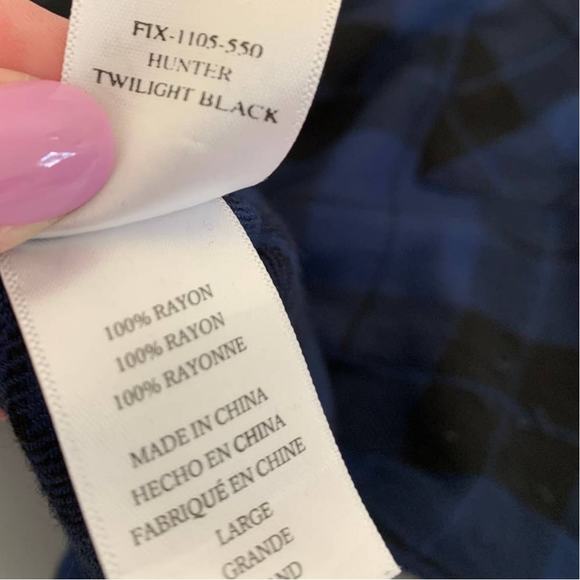 FIX-1105-550
HUNTER
TWILIGHT BLACK
100% RAYON
100% RAYON
100% RAYONNE
MADE IN CHINA
HECHO EN CHINA
FABRIQUÉ EN CHINE
LARGE
GRANDE